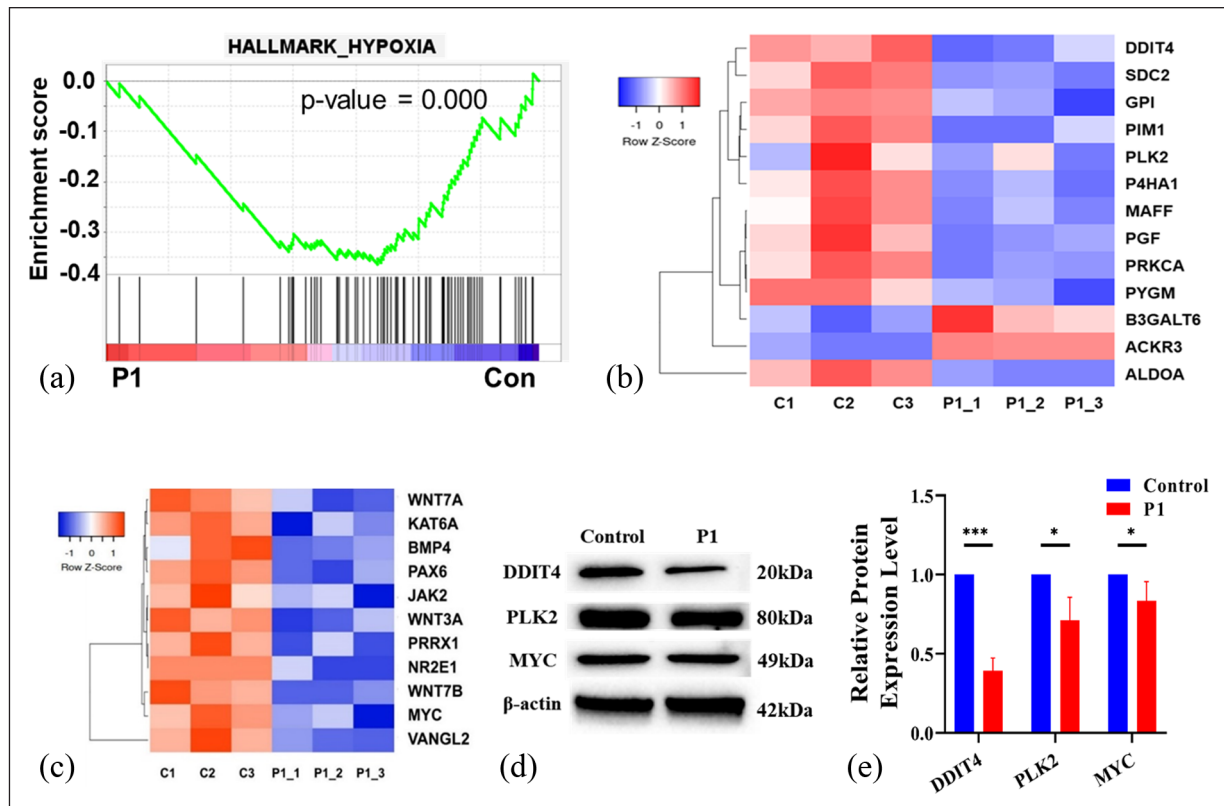 HALLMARK_HYPOXIA
p-value = 0.000
Enrichment score
0.0
-0.1
-0.2
-0.3
-0.4
P1 Con
(a)
-1 0 1
Row Z-Score
DDIT4
SDC2
GPI
PIM1
PLK2
P4HA1
MAFF
PGF
PRKCA
PYGM
B3GALT6
ACKR3
ALDOA
C1 C2 C3 P1_1 P1_2 P1_3
(b)
-1 0 1
Row Z-Score
WNT7A
KAT6A
BMP4
PAX6
JAK2
WNT3A
PRRX1
NR2E1
WNT7B
MYC
VANGL2
C1 C2 C3 P1_1 P1_2 P1_3
(c)
Control P1
DDIT4 20kDa
PLK2 80kDa
MYC 49kDa
β-actin 42kDa
(d)
Control
P1
Relative Protein
Expression Level
1.5
1.0
0.5
0.0
*** * *
DDIT4 PLK2 MYC
(e)